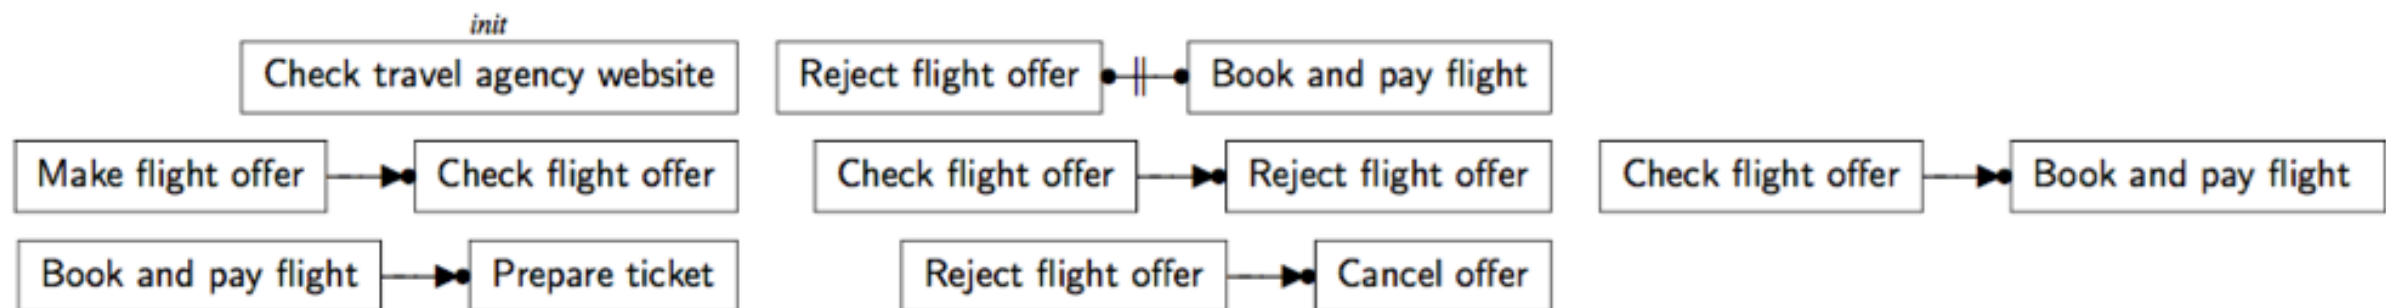 init
Check travel agency website Reject flight offer Book and pay flight
Make flight offer Check flight offer Check flight offer Reject flight offer Check flight offer Book and pay flight
Book and pay flight Prepare ticket Reject flight offer Cancel offer